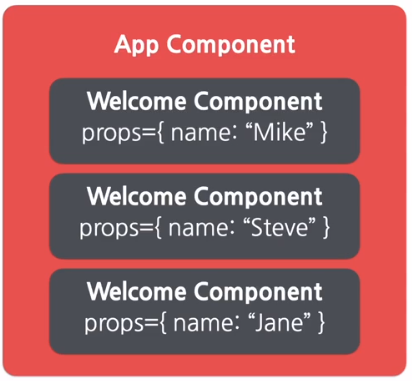 App Component
Welcome Component
props={ name: “Mike” }
Welcome Component
props={ name: “Steve” }
Welcome Component
props={ name: “Jane” }